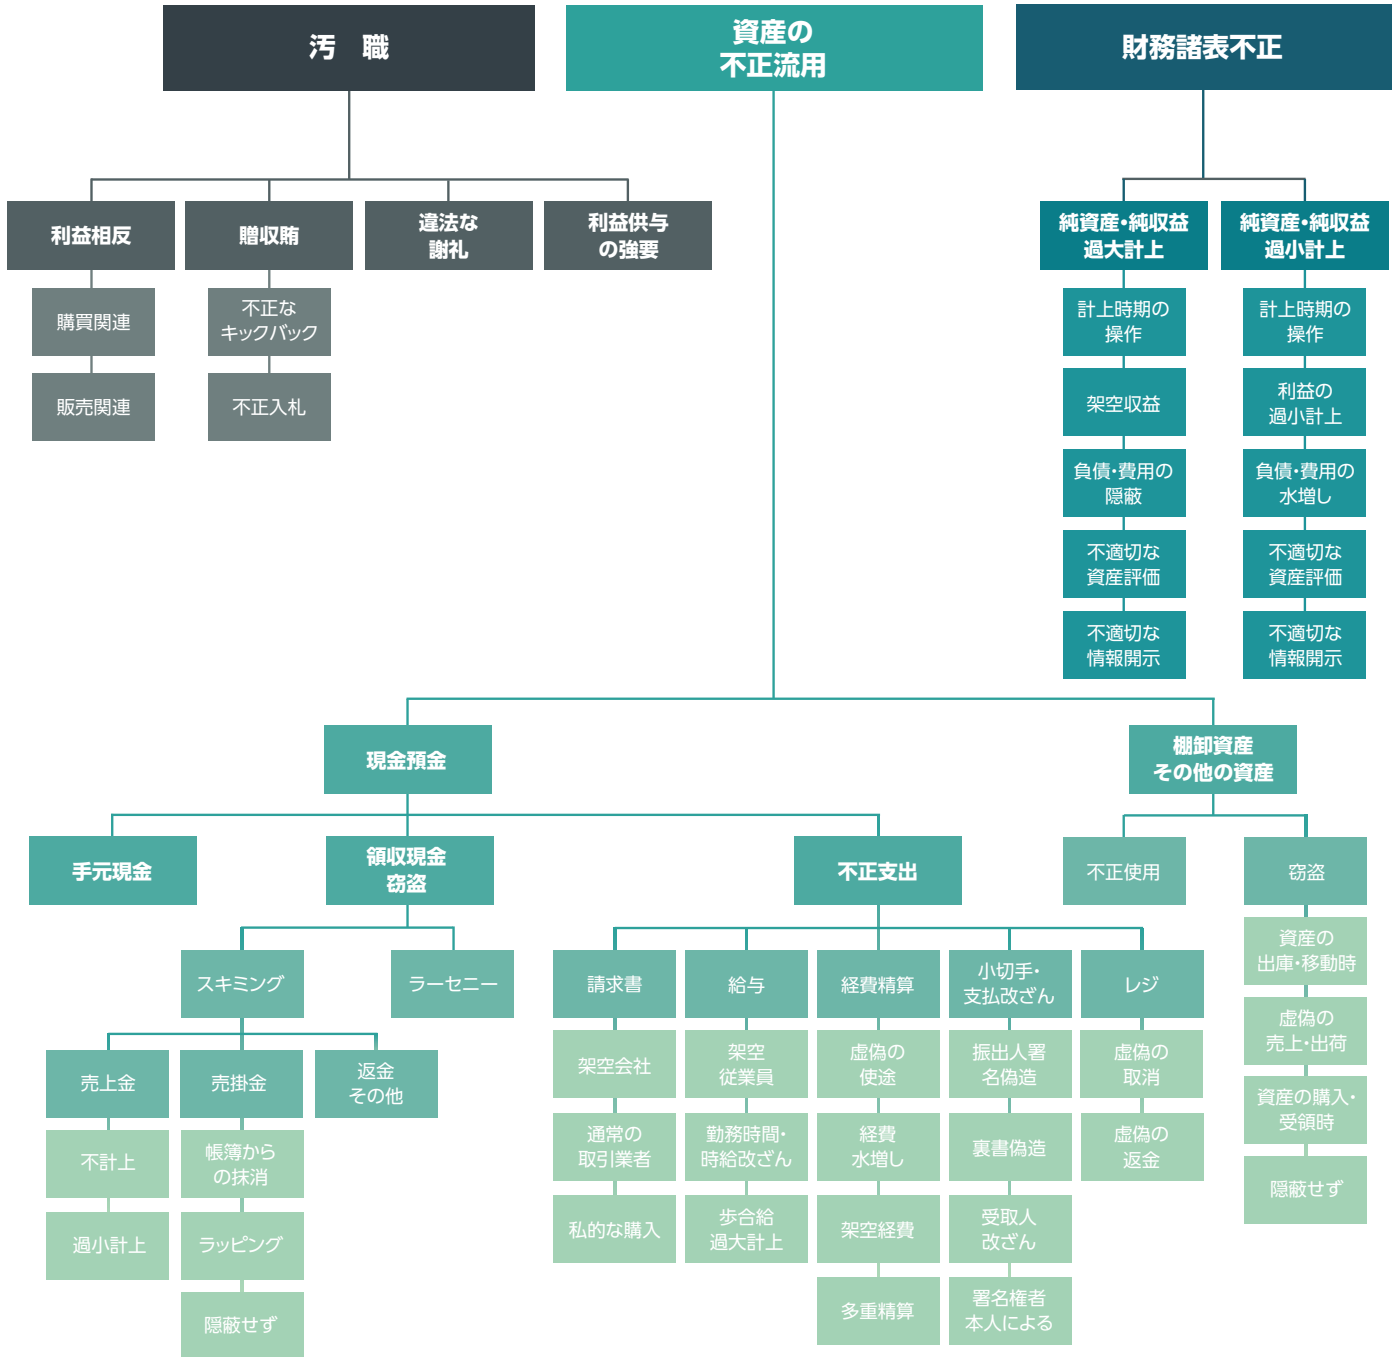 汚　職
資産の
不正流用
財務諸表不正
利益相反
贈収賄
違法な
謝礼
利益供与
の強要
純資産・純収益
過大計上
純資産・純収益
過小計上
購買関連
販売関連
不正な
キックバック
不正入札
計上時期の
操作
架空収益
負債・費用の
隠蔽
不適切な
資産評価
不適切な
情報開示
計上時期の
操作
利益の
過小計上
負債・費用の
水増し
不適切な
資産評価
不適切な
情報開示
現金預金
棚卸資産
その他の資産
手元現金
領収現金
窃盗
不正支出
不正使用
窃盗
スキミング
ラーセニー
請求書
給与
経費精算
小切手・
支払改ざん
レジ
資産の
出庫・移動時
虚偽の
売上・出荷
資産の購入・
受領時
隠蔽せず
売上金
売掛金
返金
その他
不計上
過小計上
帳簿から
の抹消
ラッピング
隠蔽せず
架空会社
通常の
取引業者
私的な購入
架空
従業員
勤務時間・
時給改ざん
歩合給
過大計上
虚偽の
使途
経費
水増し
架空経費
多重精算
振出人署
名偽造
裏書偽造
受取人
改ざん
署名権者
本人による
虚偽の
取消
虚偽の
返金